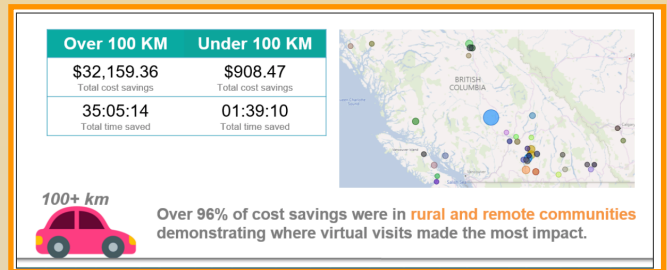 Over 100 KM Under 100 KM
$32,159.36 $908.47
Total cost savings Total cost savings
35:05:14 01:39:10
Total time saved Total time saved
BRITISH
COLUMBIA
100+ km
Over 96% of cost savings were in rural and remote communities
demonstrating where virtual visits made the most impact.